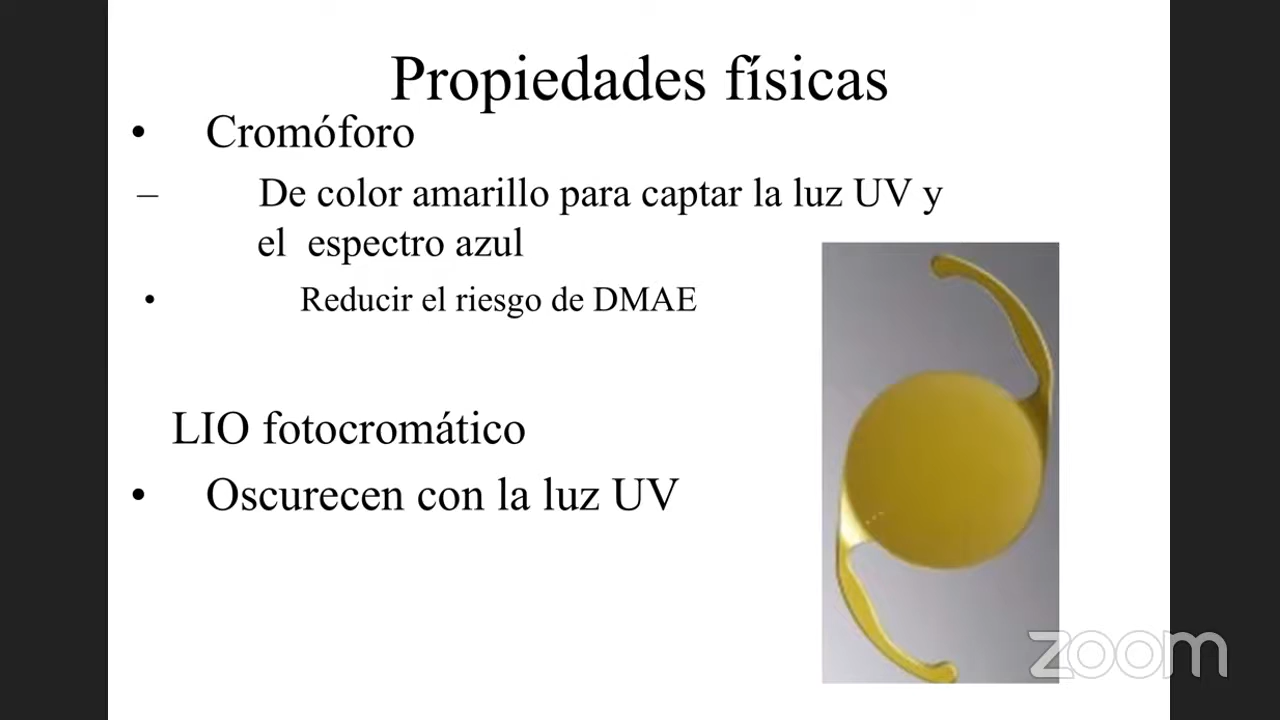 Propiedades físicas
• Cromóforo
– De color amarillo para captar la luz UV y
el espectro azul
• Reducir el riesgo de DMAE
LIO fotocromático
• Oscurecen con la luz UV
zoom